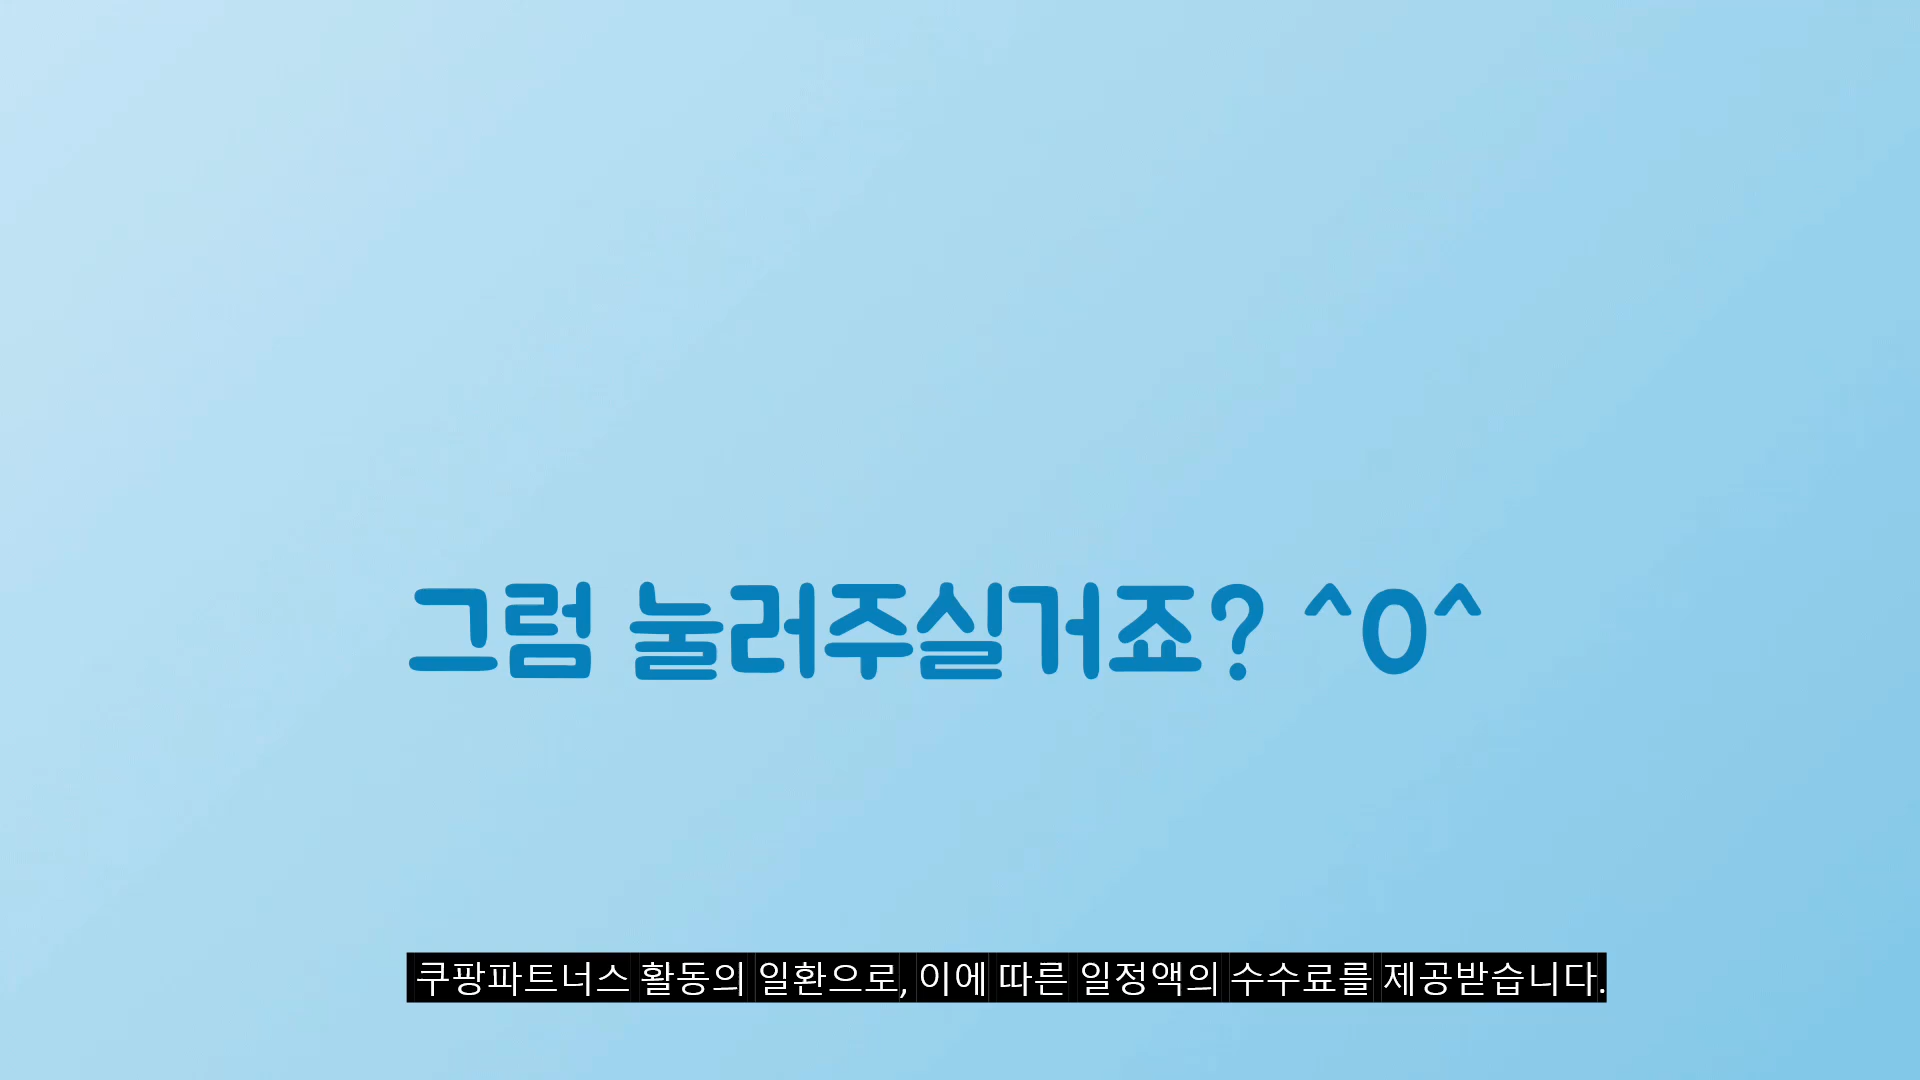 그럼 눌러주실거죠? ^0^
쿠팡파트너스 활동의 일환으로, 이에 따른 일정액의 수수료를 제공받습니다.